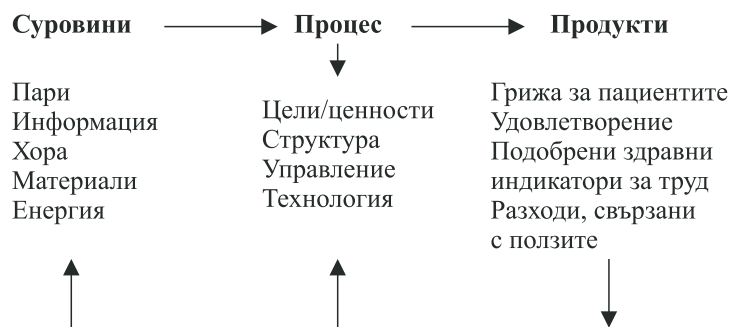 Суровини Процес Продукти
Пари
Информация
Хора
Материали
Енергия
Цели/ценности
Структура
Управление
Технология
Грижа за пациентите
Удовлетворение
Подобрени здравни
индикатори за труд
Разходи, свързани
с ползите